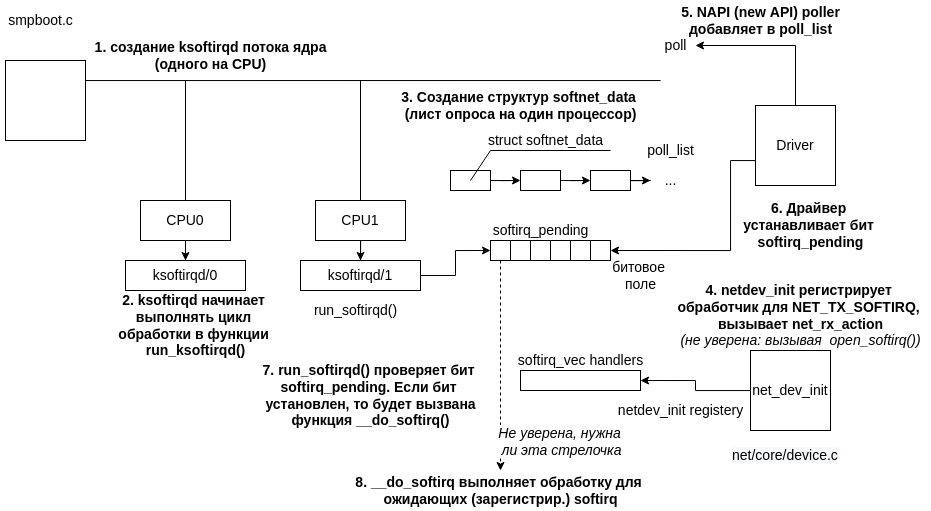 smpboot.c
1. создание ksoftirqd потока ядра
(одного на CPU)
5. NAPI (new API) poller
добавляет в poll_list
poll
3. Создание структур softnet_data
(лист опроса на один процессор)
struct softnet_data
poll_list
...
Driver
CPU0
CPU1
6. Драйвер
устанавливает бит
softirq_pending
softirq_pending
битовое
поле
ksoftirqd/0
ksoftirqd/1
2. ksoftirqd начинает
выполнять цикл
обработки в функции
run_ksoftirqd()
run_softirqd()
4. netdev_init регистрирует
обработчик для NET_TX_SOFTIRQ,
вызывает net_rx_action
(не уверена: вызывая open_softirq())
7. run_softirqd() проверяет бит
softirq_pending. Если бит
установлен, то будет вызвана
функция __do_softirq()
softirq_vec handlers
net_dev_init
netdev_init registery
net/core/device.c
Не уверена, нужна
ли эта стрелочка
8. __do_softirq выполняет обработку для
ожидающих (зарегистрир.) softirq